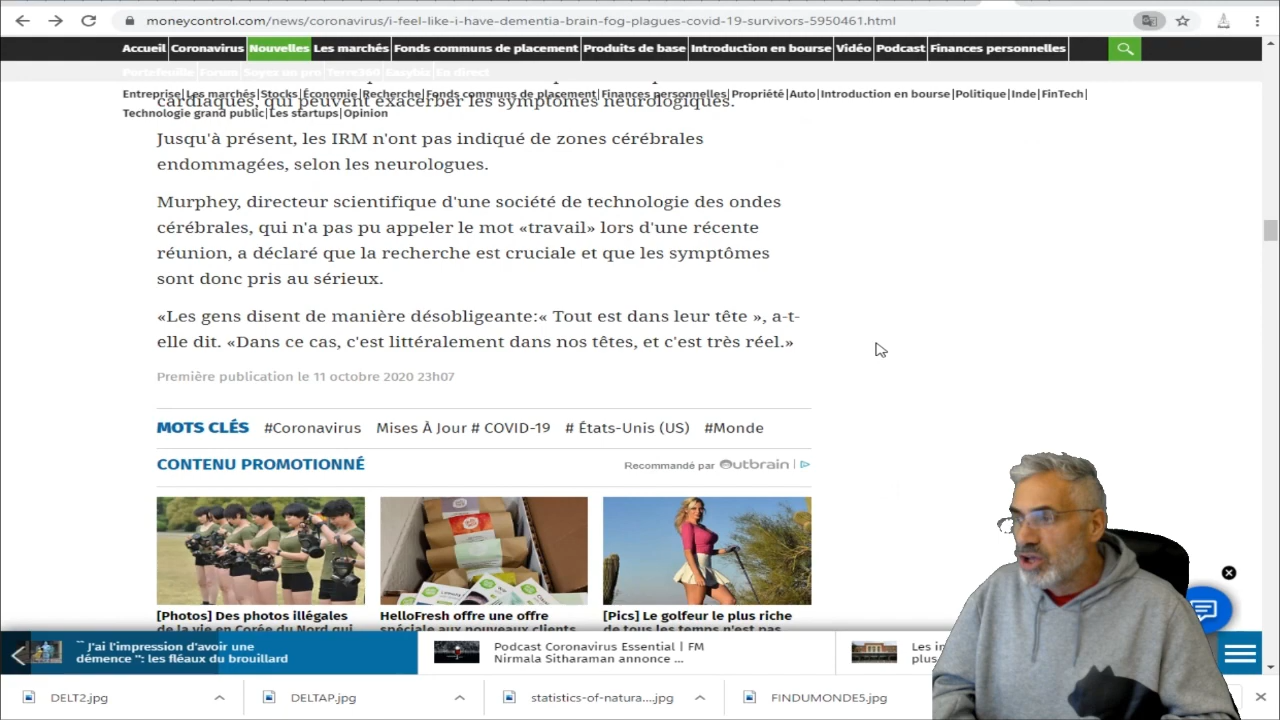 moneycontrol.com/news/coronavirus/i-feel-like-i-have-dementia-brain-fog-plagues-covid-19-survivors-5950461.html
Accueil Coronavirus Nouvelles Les marchés Fonds communs de placement Produits de base Introduction en bourse Vidéo Podcast Finances personnelles
Portefeuille Forum Soyez un pro Terre360 Easybiz En direct
Entreprise|Les marchés|Stocks|Économie|Recherche|Fonds communs de placement|Finances personnelles|Propriété|Auto|Introduction en bourse|Politique|Inde|FinTech|
cardiaques, qui peuvent exacerber les symptômes neurologiques.
Technologie grand public|Les startups|Opinion
Jusqu'à présent, les IRM n'ont pas indiqué de zones cérébrales
endommagées, selon les neurologues.
Murphey, directeur scientifique d'une société de technologie des ondes
cérébrales, qui n'a pas pu appeler le mot «travail» lors d'une récente
réunion, a déclaré que la recherche est cruciale et que les symptômes
sont donc pris au sérieux.
«Les gens disent de manière désobligeante:« Tout est dans leur tête », a-t-
elle dit. «Dans ce cas, c'est littéralement dans nos têtes, et c'est très réel.»
Première publication le 11 octobre 2020 23h07
MOTS CLÉS #Coronavirus Mises À Jour # COVID-19 # États-Unis (US) #Monde
CONTENU PROMOTIONNÉ Recommandé par Outbrain
[Photos] Des photos illégales
de la vie en Corée du Nord qui
HelloFresh offre une offre
spéciale aux nouveaux clients
[Pics] Le golfeur le plus riche
de tous les temps n'est pas
"J'ai l'impression d'avoir une
démence ": les fléaux du brouillard
Podcast Coronavirus Essential | FM
Nirmala Sitharaman annonce ...
Les
plus
DELT2.jpg
DELTAP.jpg
statistics-of-natura....jpg
FINDUMONDE5.jpg